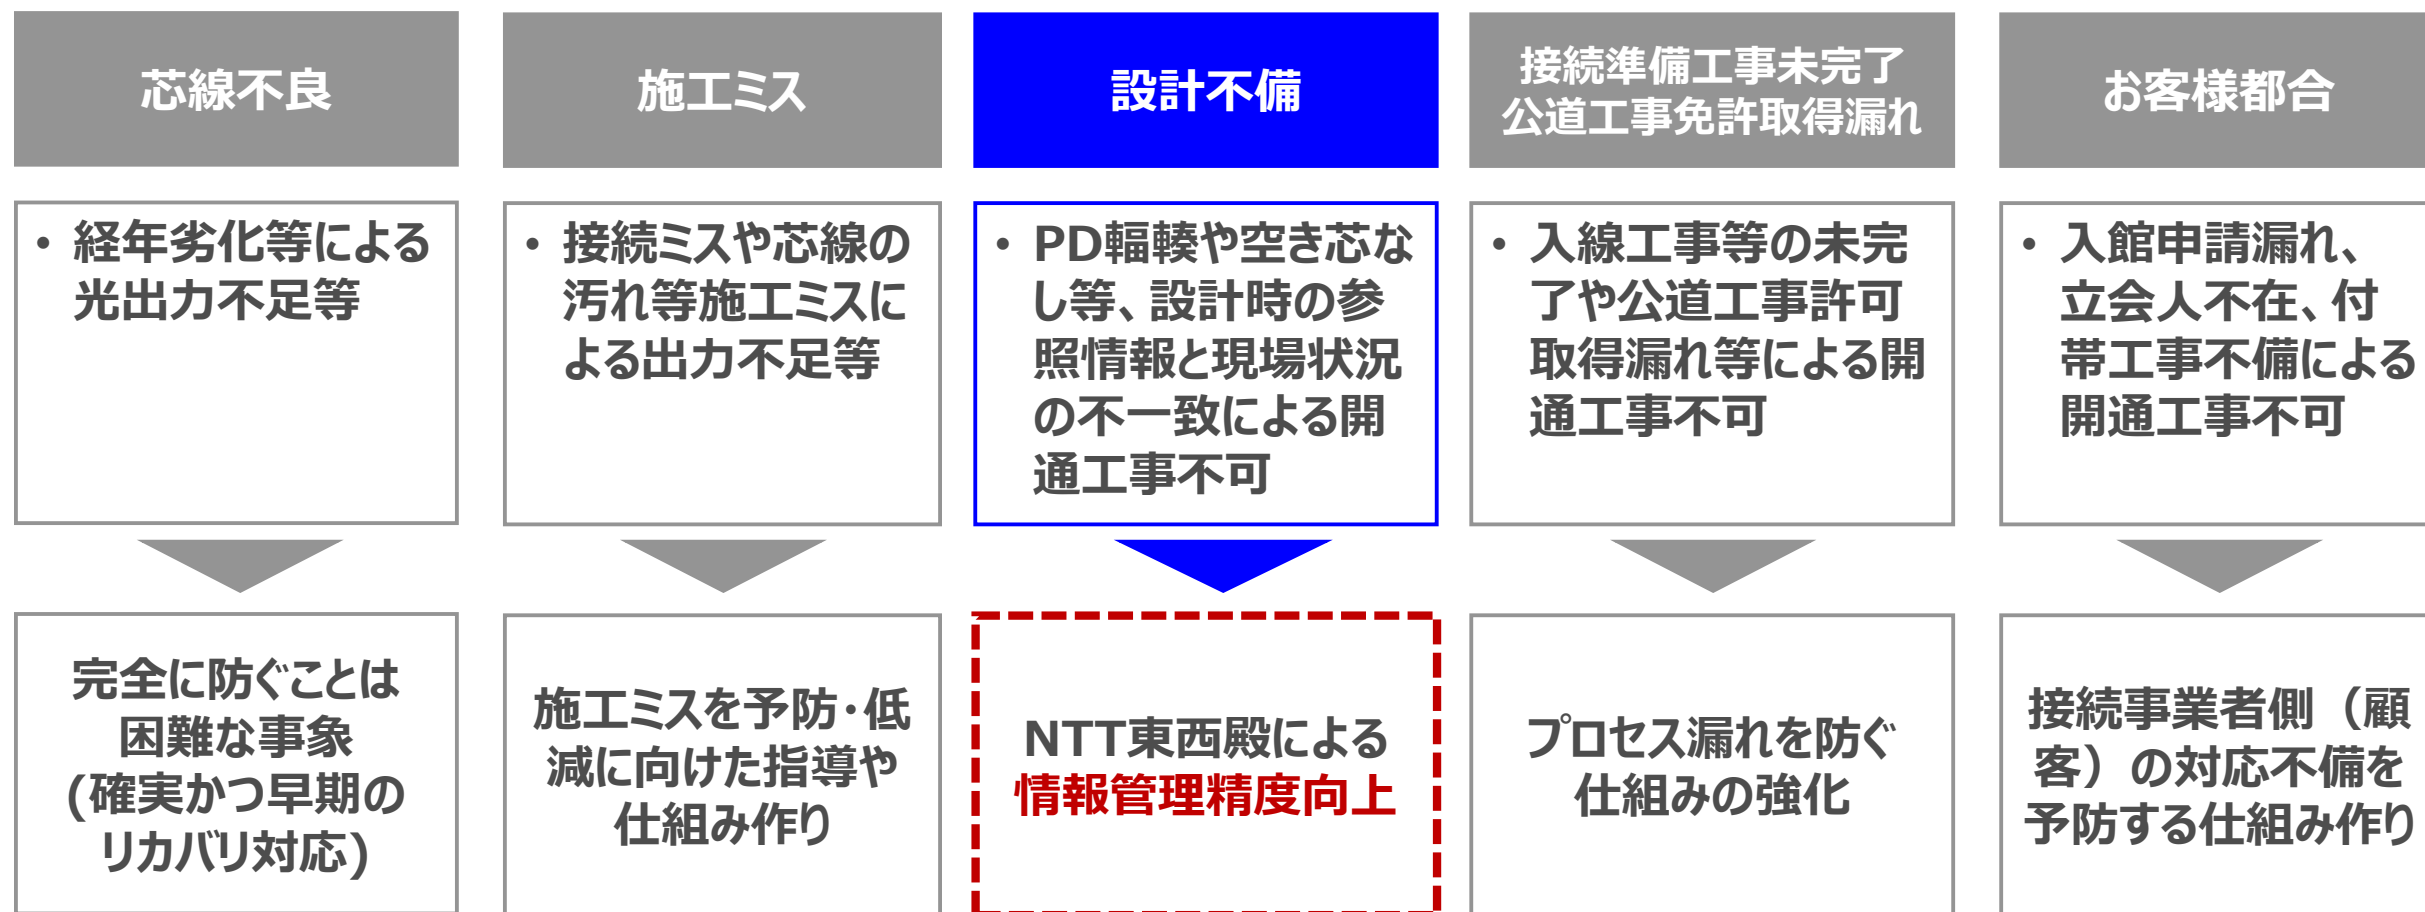 芯線不良
施工ミス
設計不備
接続準備工事未完了
公道工事免許取得漏れ
お客様都合
・ 経年劣化等による
光出力不足等
・ 接続ミスや芯線の
汚れ等施工ミスに
よる出力不足等
・ PD輻輳や空き芯な
し等、設計時の参
照情報と現場状況
の不一致による開
通工事不可
・ 入線工事等の未完
了や公道工事許可
取得漏れ等による開
通工事不可
・ 入館申請漏れ、
立会人不在、付
帯工事不備による
開通工事不可
完全に防ぐことは
困難な事象
(確実かつ早期の
リカバリ対応)
施工ミスを予防・低
減に向けた指導や
仕組み作り
NTT東西殿による
情報管理精度向上
プロセス漏れを防ぐ
仕組みの強化
接続事業者側（顧
客）の対応不備を
予防する仕組み作り